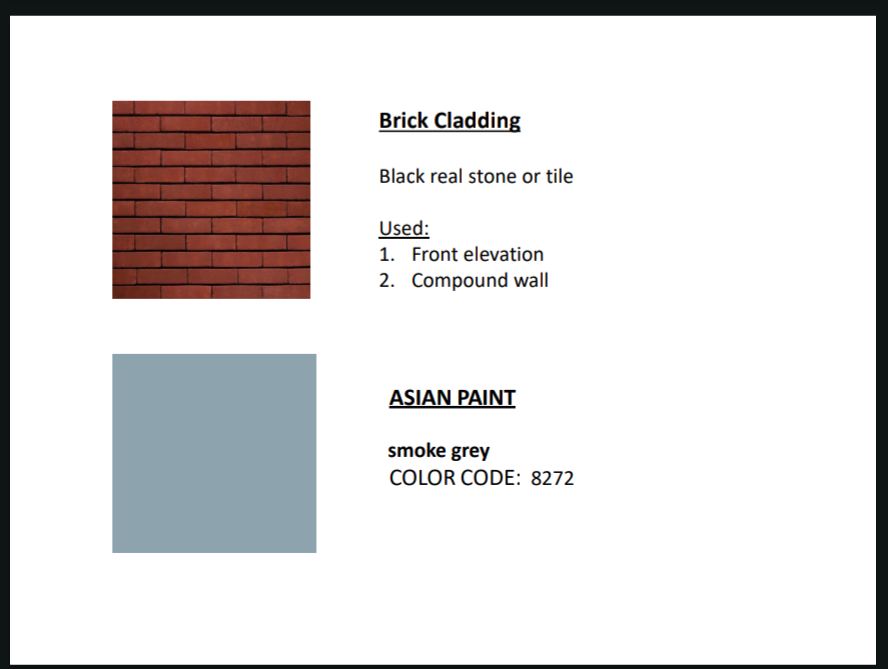 Brick Cladding
Black real stone or tile
Used:
1. Front elevation
2. Compound wall
ASIAN PAINT
smoke grey
COLOR CODE: 8272